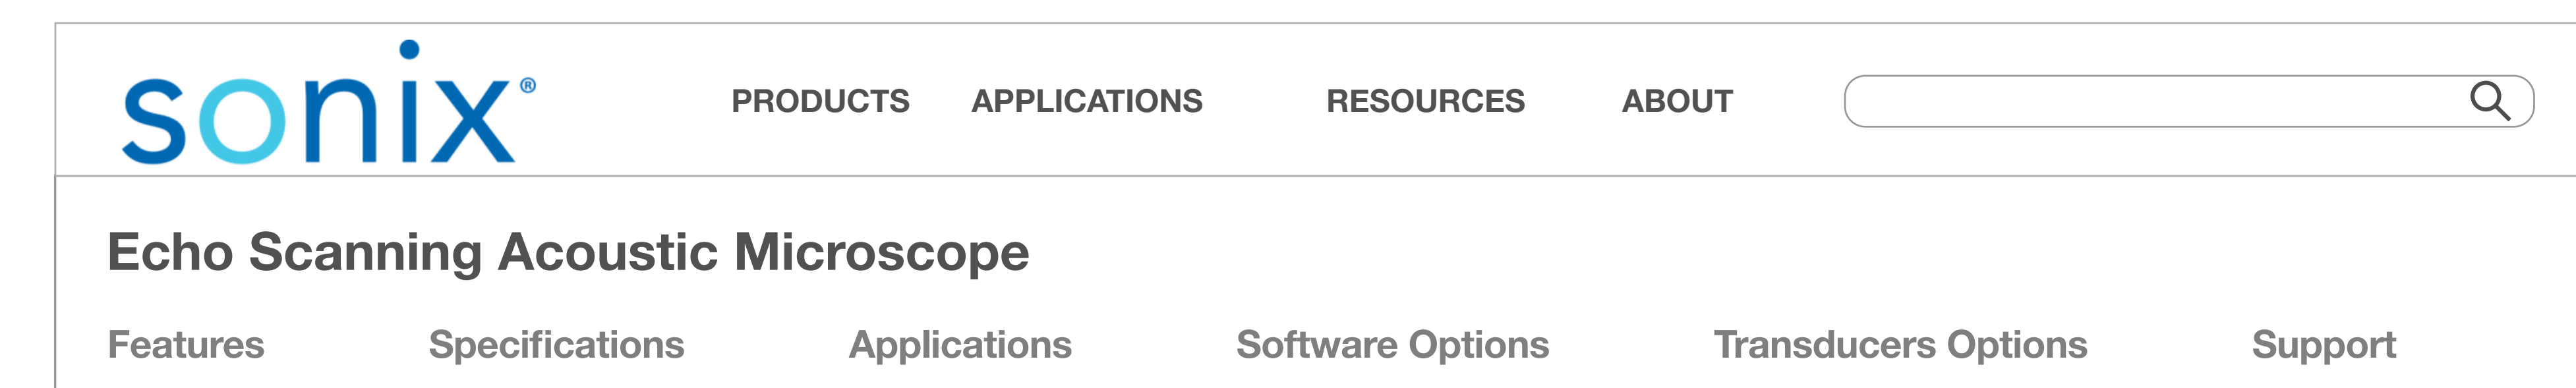 sonix®
PRODUCTS APPLICATIONS RESOURCES ABOUT
Echo Scanning Acoustic Microscope
Features Specifications Applications Software Options Transducers Options Support